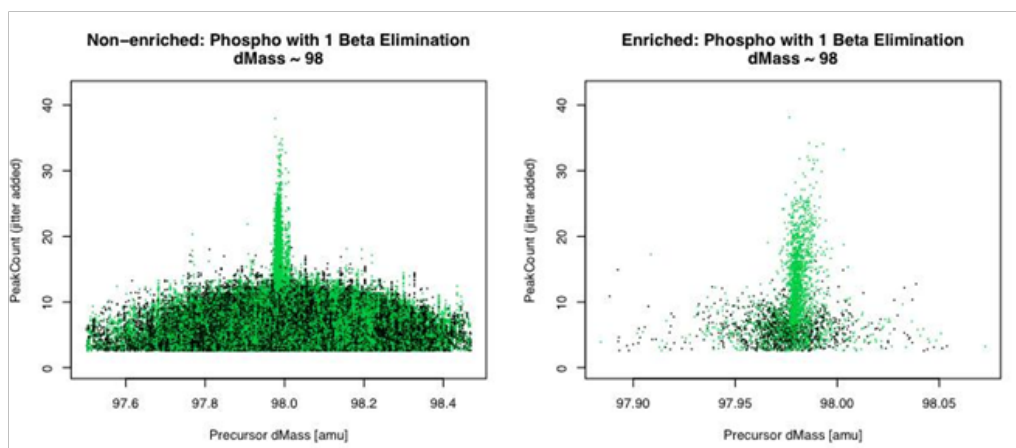 Non-enriched: Phospho with 1 Beta Elimination
dMass ~ 98
PeakCount (jitter added)
40
30
20
10
0
97.6
97.8
98.0
98.2
98.4
Precursor dMass [amu]
Enriched: Phospho with 1 Beta Elimination
dMass ~ 98
PeakCount (jitter added)
40
30
20
10
0
97.90
97.95
98.00
98.05
Precursor dMass [amu]